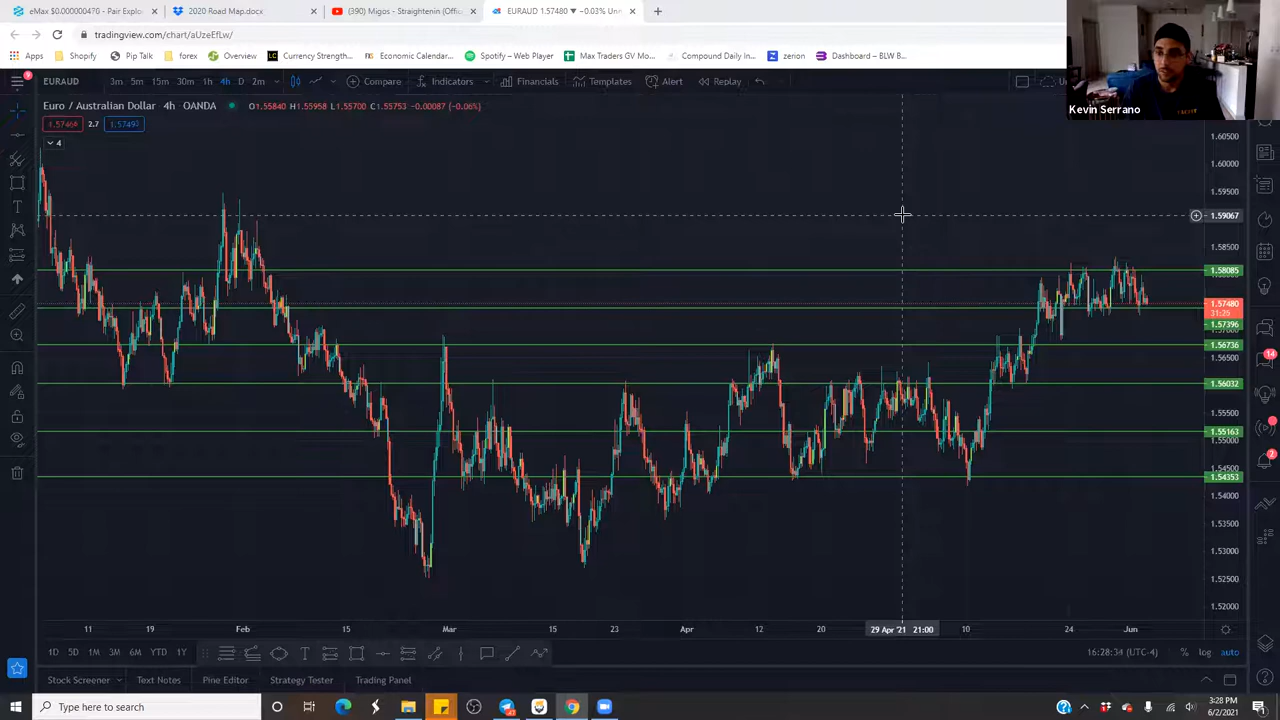 eMax $0.000000470 - Pair Explo
2020 Road Map.docx
(390) Migos - Straightenin (Offic
EURAUD 1.57480 ▼ −0.03% Unn
tradingview.com/chart/aUzeEfLw/
Apps
Shopify
Pip Talk
forex
Overview
Currency Strength...
Economic Calendar...
Spotify – Web Player
Max Traders GV Mo...
Compound Daily In...
zerion
Dashboard – BLW B...
Kevin Serrano
EURAUD
3m 5m 15m 30m 1h 4h D 2m
Compare
Indicators
Financials
Templates
Alert
Replay
Euro / Australian Dollar 4h OANDA
O1.55840 H1.55958 L1.55700 C1.55753 −0.00087 (−0.06%)
2.7
4
1.60500
1.60000
1.59500
1.59067
1.58500
1.58085
1.57480
31:26
1.57396
1.56736
1.56500
1.56032
1.55500
1.55163
1.55000
1.54500
1.54353
1.54000
1.53500
1.53000
1.52500
1.52000
14
2
11 19 Feb 15 Mar 15 23 Apr 12 20 29 Apr '21 21:00 10 24 Jun
1D 5D 1M 3M 6M YTD 1Y
16:28:34 (UTC-4)
% log auto
Stock Screener
Text Notes
Pine Editor
Strategy Tester
Trading Panel
Type here to search
3:28 PM
6/2/2021